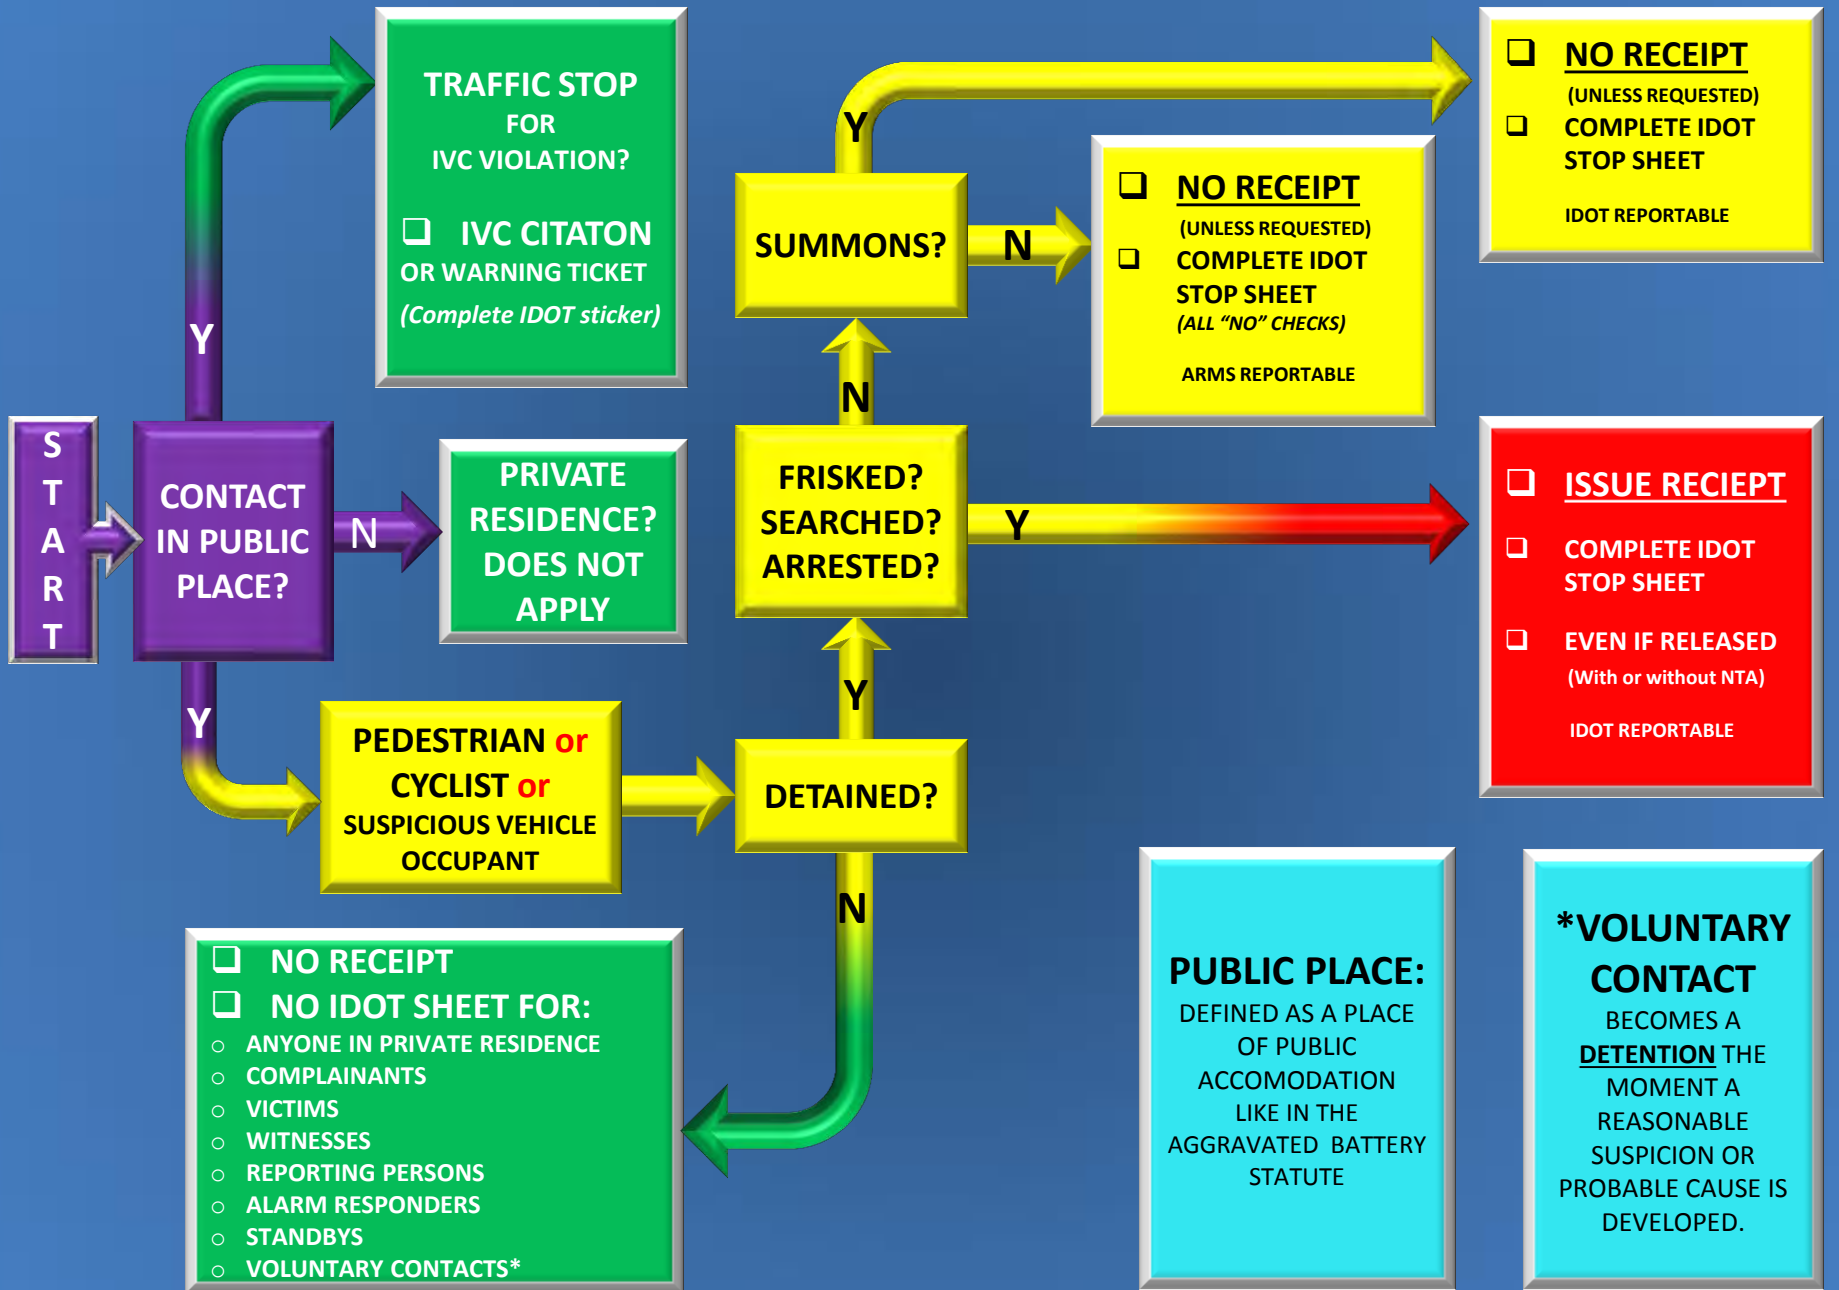 START
CONTACT
IN PUBLIC
PLACE?
Y
TRAFFIC STOP
FOR
IVC VIOLATION?
❑ IVC CITATON
OR WARNING TICKET
(Complete IDOT sticker)
N
PRIVATE
RESIDENCE?
DOES NOT
APPLY
Y
PEDESTRIAN or
CYCLIST or
SUSPICIOUS VEHICLE
OCCUPANT
DETAINED?
N
❑ NO RECEIPT
❑ NO IDOT SHEET FOR:
○ ANYONE IN PRIVATE RESIDENCE
○ COMPLAINANTS
○ VICTIMS
○ WITNESSES
○ REPORTING PERSONS
○ ALARM RESPONDERS
○ STANDBYS
○ VOLUNTARY CONTACTS*
Y
FRISKED?
SEARCHED?
ARRESTED?
Y
❑ ISSUE RECIEPT
❑ COMPLETE IDOT
STOP SHEET
❑ EVEN IF RELEASED
(With or without NTA)
IDOT REPORTABLE
N
SUMMONS?
N
❑ NO RECEIPT
(UNLESS REQUESTED)
❑ COMPLETE IDOT
STOP SHEET
(ALL “NO” CHECKS)
ARMS REPORTABLE
Y
❑ NO RECEIPT
(UNLESS REQUESTED)
❑ COMPLETE IDOT
STOP SHEET
IDOT REPORTABLE
PUBLIC PLACE:
DEFINED AS A PLACE
OF PUBLIC
ACCOMODATION
LIKE IN THE
AGGRAVATED BATTERY
STATUTE
*VOLUNTARY
CONTACT
BECOMES A
DETENTION THE
MOMENT A
REASONABLE
SUSPICION OR
PROBABLE CAUSE IS
DEVELOPED.